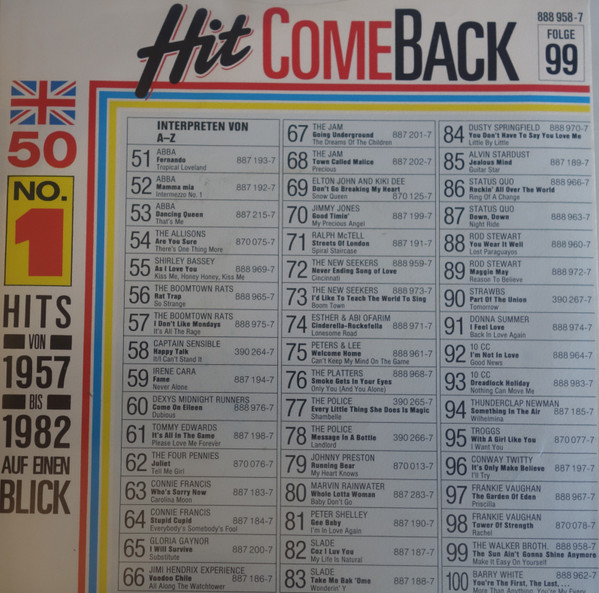 Hit COMEBACK
888 958-7
FOLGE
99
50
NO.
1
HITS
VON
1957
BIS
1982
AUF EINEN
BLICK
INTERPRETEN VON
A–Z
51 ABBA
Fernando 887 193-7
Tropical Loveland
52 ABBA
Mamma mia 887 192-7
Intermezzo No. 1
53 ABBA
Dancing Queen 887 215-7
That's Me
54 THE ALLISONS
Are You Sure 870 075-7
There's One Thing More
55 SHIRLEY BASSEY
As I Love You 888 969-7
Kiss Me, Honey Honey, Kiss Me
56 THE BOOMTOWN RATS
Rat Trap 888 965-7
So Strange
57 THE BOOMTOWN RATS
I Don't Like Mondays 888 975-7
It's All The Rage
58 CAPTAIN SENSIBLE
Happy Talk 390 264-7
It/I Can't Stand It
59 IRENE CARA
Fame 887 194-7
Never Alone
60 DEXYS MIDNIGHT RUNNERS
Come On Eileen 888 976-7
Dubious
61 TOMMY EDWARDS
It's All In The Game 887 198-7
Please Love Me Forever
62 THE FOUR PENNIES
Juliet 870 076-7
Tell Me Girl
63 CONNIE FRANCIS
Who's Sorry Now 887 183-7
Carolina Moon
64 CONNIE FRANCIS
Stupid Cupid 887 184-7
Everybody's Somebody's Fool
65 GLORIA GAYNOR
I Will Survive 887 200-7
Substitute
66 JIMI HENDRIX EXPERIENCE
Voodoo Chile 887 186-7
All Along The Watchtower
67 THE JAM
Going Underground 887 201-7
The Dreams Of Children
68 THE JAM
Town Called Malice 887 202-7
Precious
69 ELTON JOHN AND KIKI DEE
Don't Go Breaking My Heart
Snow Queen 870 125-7
70 JIMMY JONES
Good Timin' 887 199-7
My Precious Angel
71 RALPH McTELL
Streets Of London 887 191-7
Spiral Staircase
72 THE NEW SEEKERS 888 959-7
Never Ending Song of Love
Cincinnati
73 THE NEW SEEKERS 888 973-7
I'd Like To Teach The World To Sing
Boom Town
74 ESTHER & ABI OFARIM
Cinderella-Rockefella 888 971-7
Lonesome Road
75 PETERS & LEE
Welcome Home 888 961-7
Can't Keep My Mind On The Game
76 THE PLATTERS 888 968-7
Smoke Gets In Your Eyes
Only You (And You Alone)
77 THE POLICE 390 265-7
Every Little Thing She Does Is Magic
Shambelle
78 THE POLICE
Message In A Bottle 390 266-7
Landlord
79 JOHNNY PRESTON
Running Bear 870 013-7
My Heart Knows
80 MARVIN RAINWATER
Whole Lotta Woman 887 283-7
Baby Don't Go
81 PETER SHELLEY
Gee Baby 887 190-7
I'm In Love Again
82 SLADE
Coz I Luv You 887 187-7
My Life Is Natural
83 SLADE
Take Me Bak 'Ome 887 188-7
Wonderin' Y
84 DUSTY SPRINGFIELD 888 970-7
You Don't Have To Say You Love Me
Little By Little
85 ALVIN STARDUST
Jealous Mind 887 189-7
Guitar Star
86 STATUS QUO 888 966-7
Rockin' All Over The World
Ring Of A Change
87 STATUS QUO
Down, Down 888 963-7
Night Ride
88 ROD STEWART
You Wear It Well 888 960-7
Lost Paraguayos
89 ROD STEWART
Maggie May 888 972-7
Reason To Believe
90 STRAWBS
Part Of The Union 390 267-7
Tomorrow
91 DONNA SUMMER
I Feel Love 888 974-7
Back In Love Again
92 10 CC
I'm Not In Love 888 964-7
Good News
93 10 CC
Dreadlock Holiday 888 983-7
Nothing Can Move Me
94 THUNDERCLAP NEWMAN
Something In The Air 887 185-7
Wilhelmina
95 TROGGS
With A Girl Like You 870 077-7
I Want You
96 CONWAY TWITTY
It's Only Make Believe 887 197-7
I'll Try
97 FRANKIE VAUGHAN
The Garden Of Eden 888 967-7
Priscilla
98 FRANKIE VAUGHAN
Tower Of Strength 870 078-7
Rachel
99 THE WALKER BROTH. 888 958-7
The Sun Ain't Gonna Shine Anymore
Make It Easy On Yourself
100 BARRY WHITE 888 962-7
You're The First, The Last, ...
More Than Anything, You're My Every